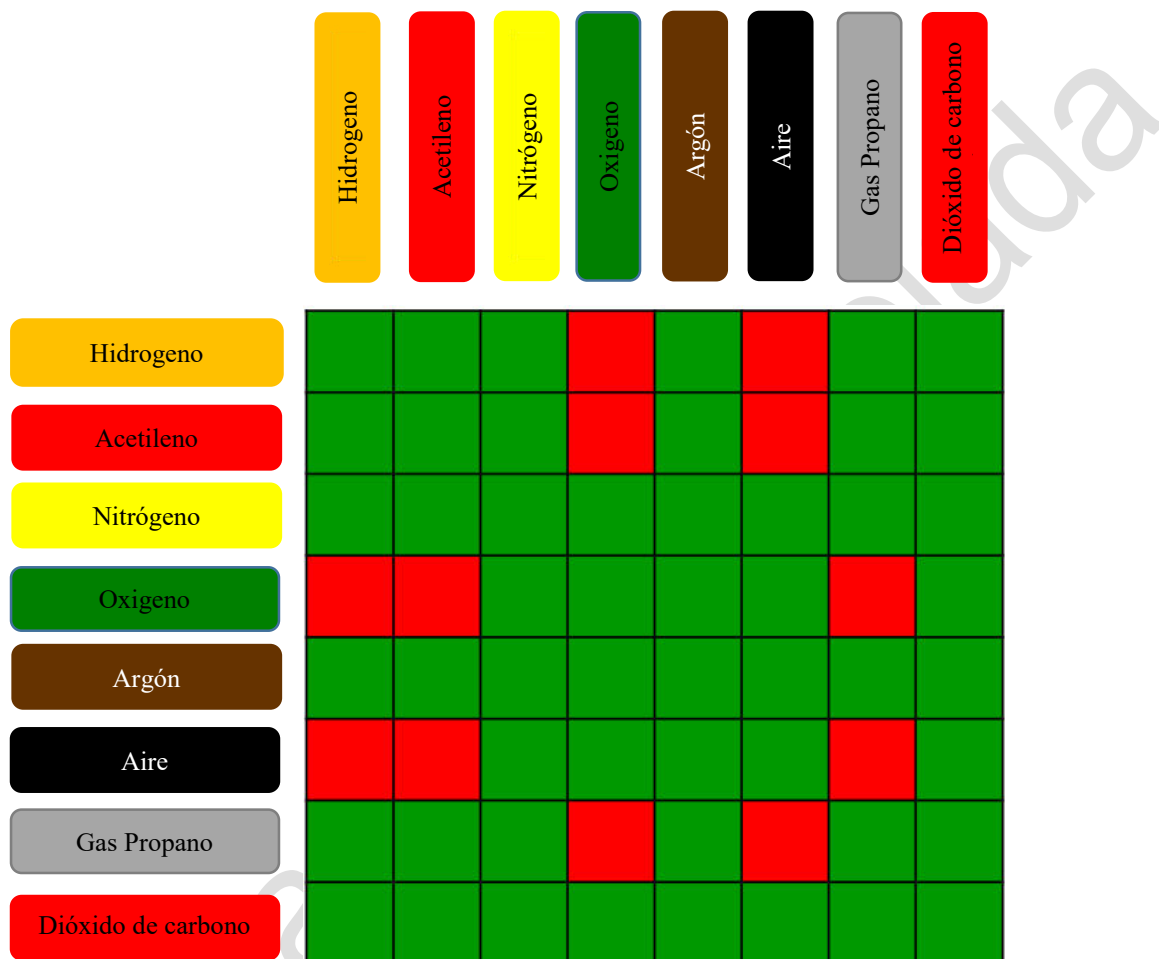 Hidrogeno
Acetileno
Nitrógeno
Oxigeno
Argón
Aire
Gas Propano
Dióxido de carbono
Hidrogeno
Acetileno
Nitrógeno
Oxigeno
Argón
Aire
Gas Propano
Dióxido de carbono